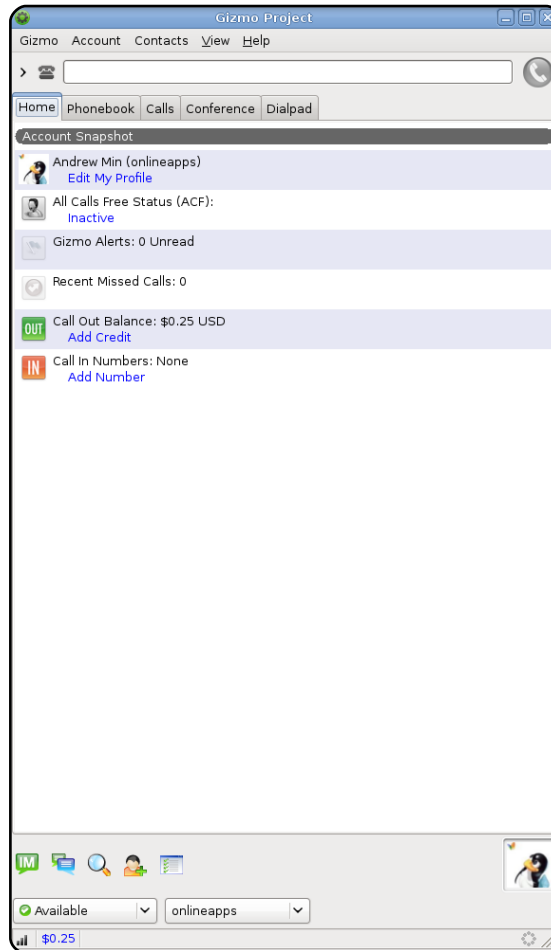 Gizmo Project
Gizmo Account Contacts View Help
Home Phonebook Calls Conference Dialpad
Account Snapshot
Andrew Min (onlineapps)
Edit My Profile
All Calls Free Status (ACF):
Inactive
Gizmo Alerts: 0 Unread
Recent Missed Calls: 0
OUT Call Out Balance: $0.25 USD
Add Credit
IN Call In Numbers: None
Add Number
IM
Available onlineapps
$0.25